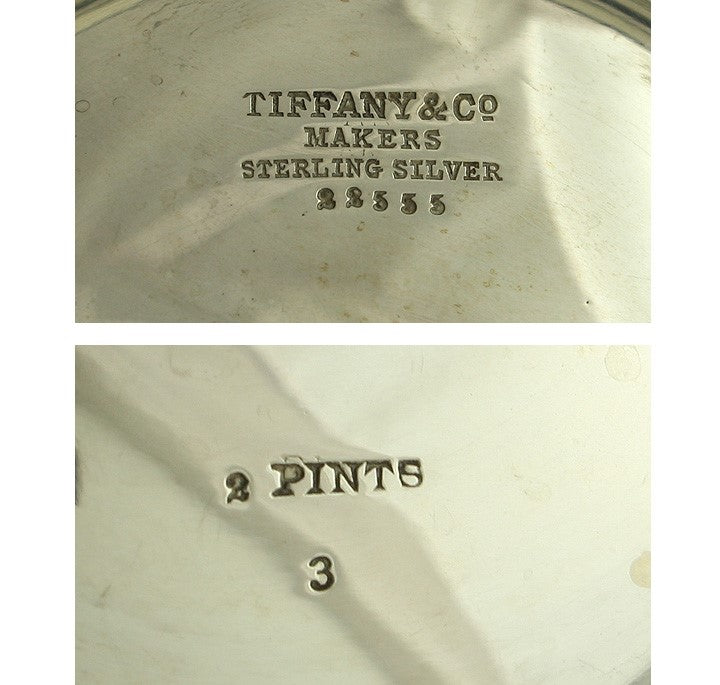 TIFFANY & Co
MAKERS
STERLING SILVER
22555
2 PINTS
3